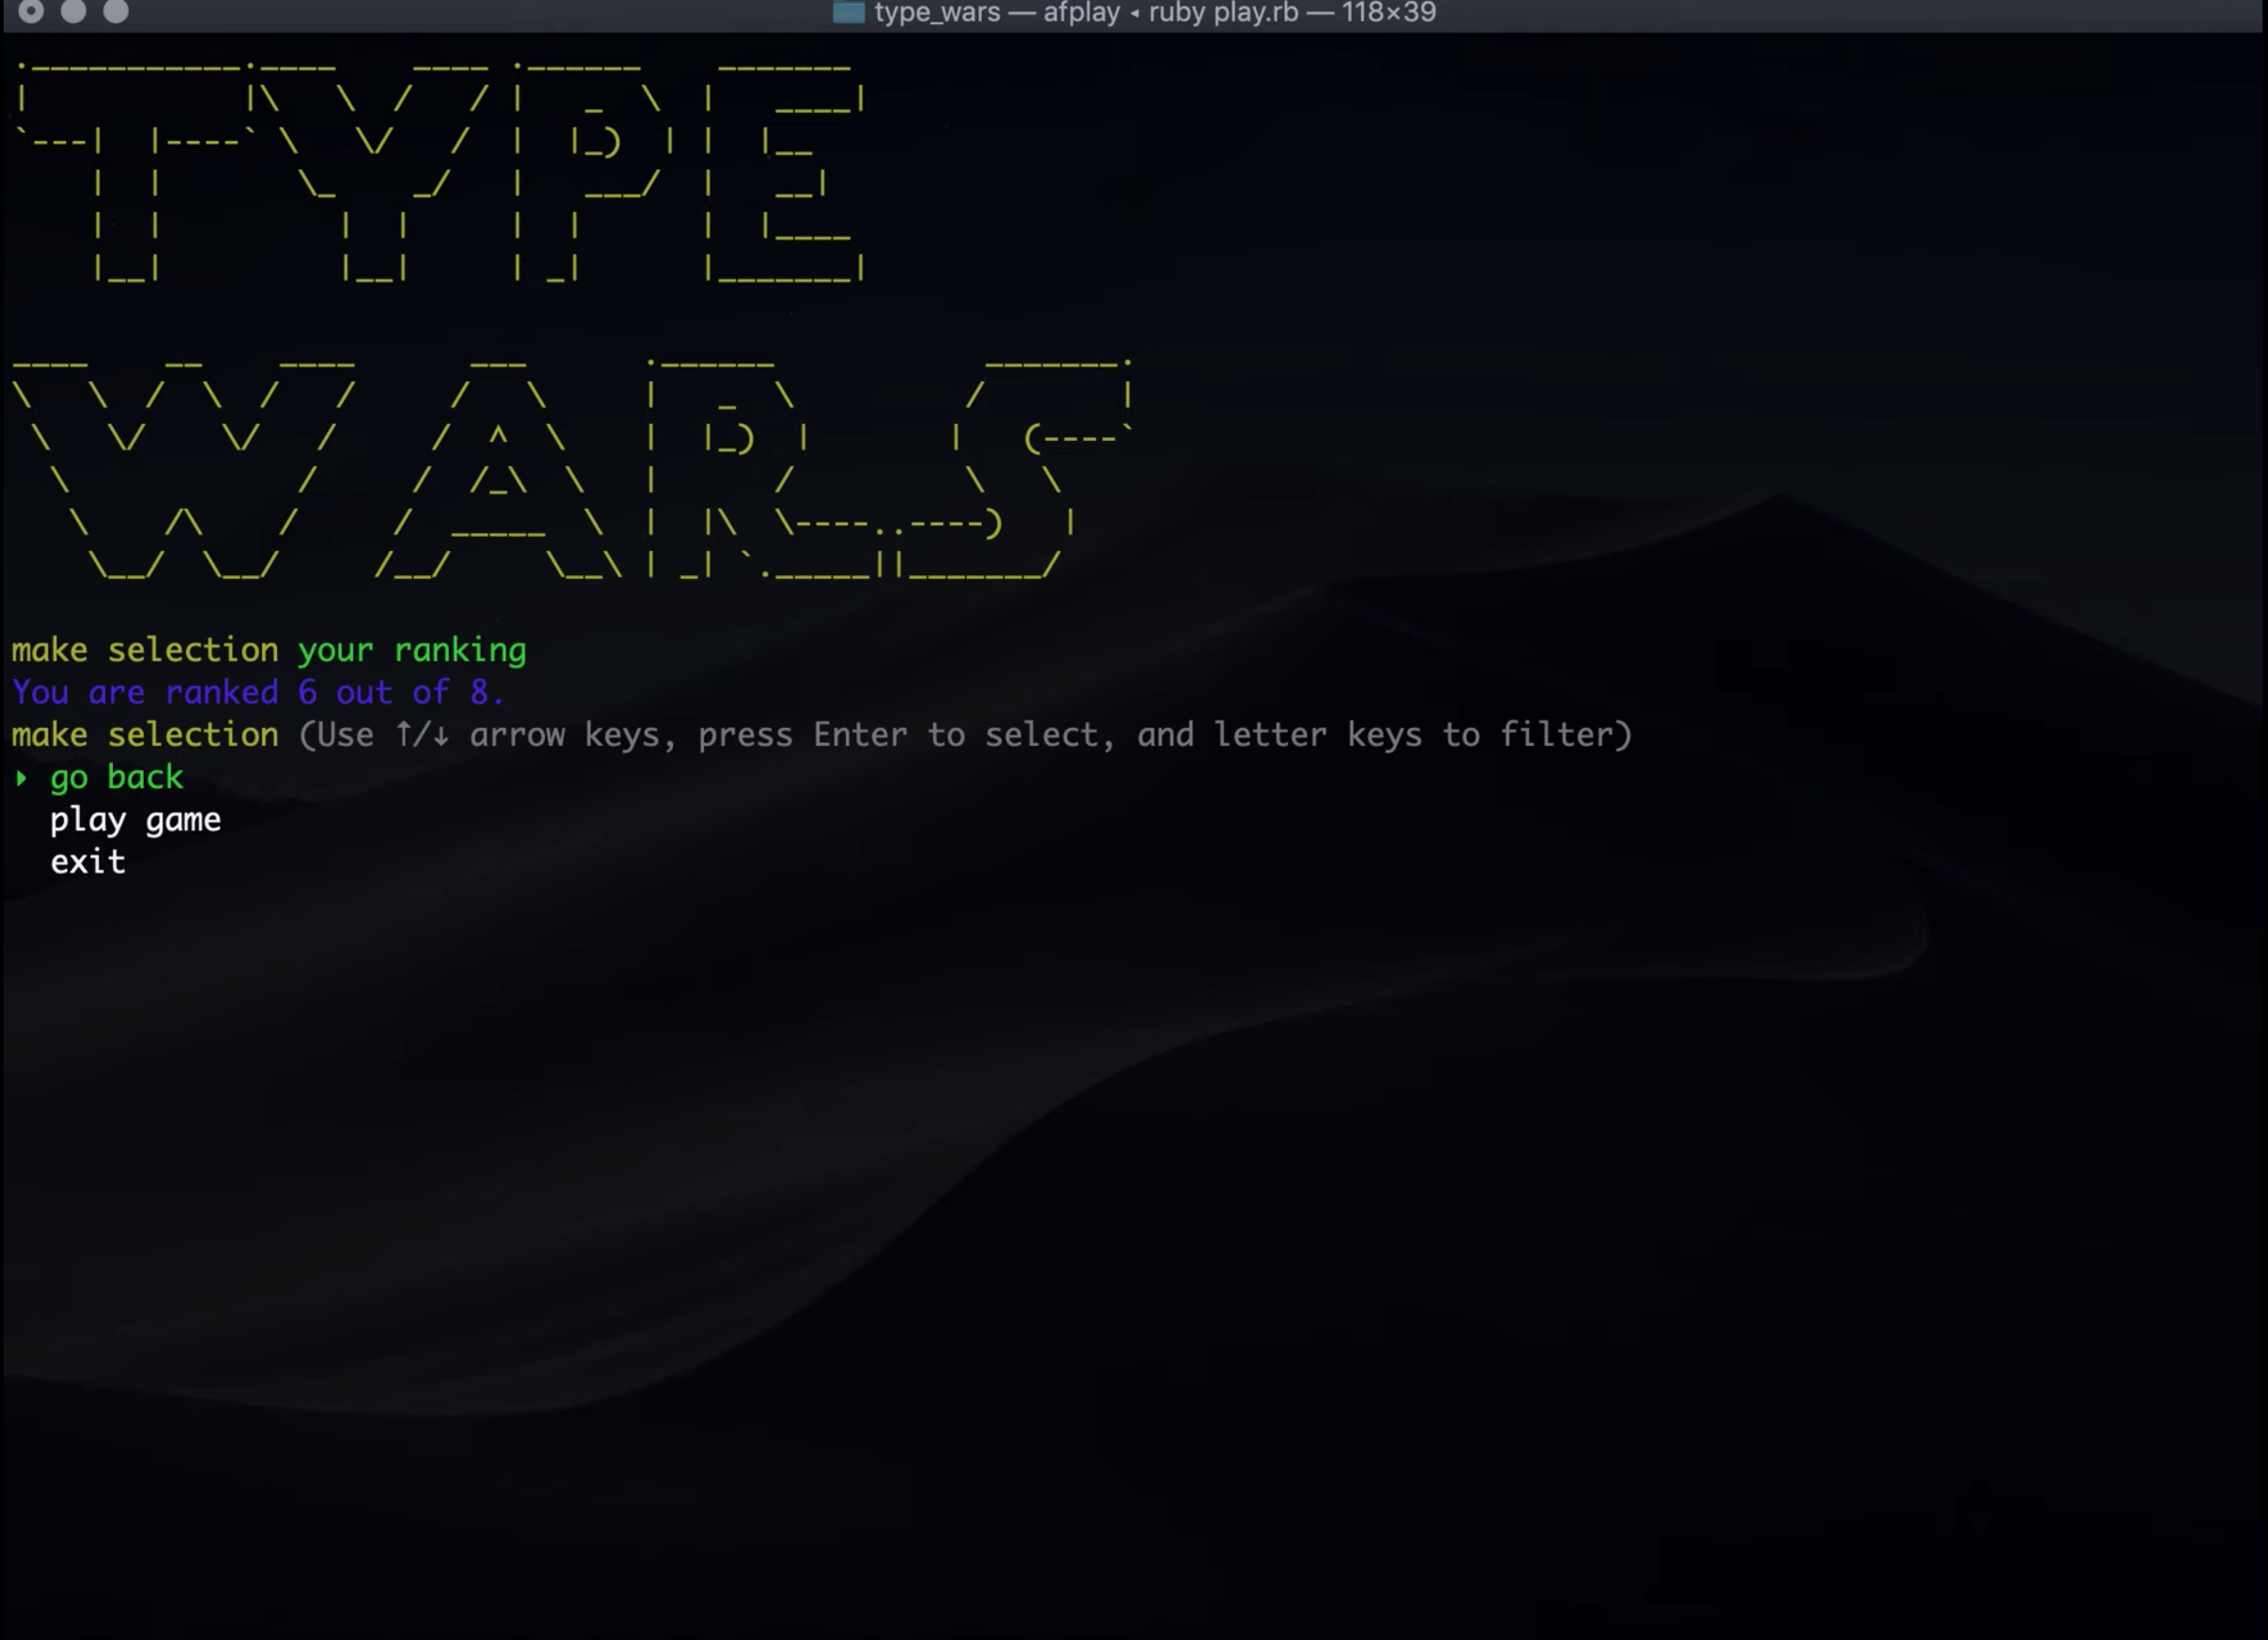 type_wars — afplay ◂ ruby play.rb — 118×39
TYPE
WARS
make selection your ranking
You are ranked 6 out of 8.
make selection (Use ↑/↓ arrow keys, press Enter to select, and letter keys to filter)
‣ go back
play game
exit